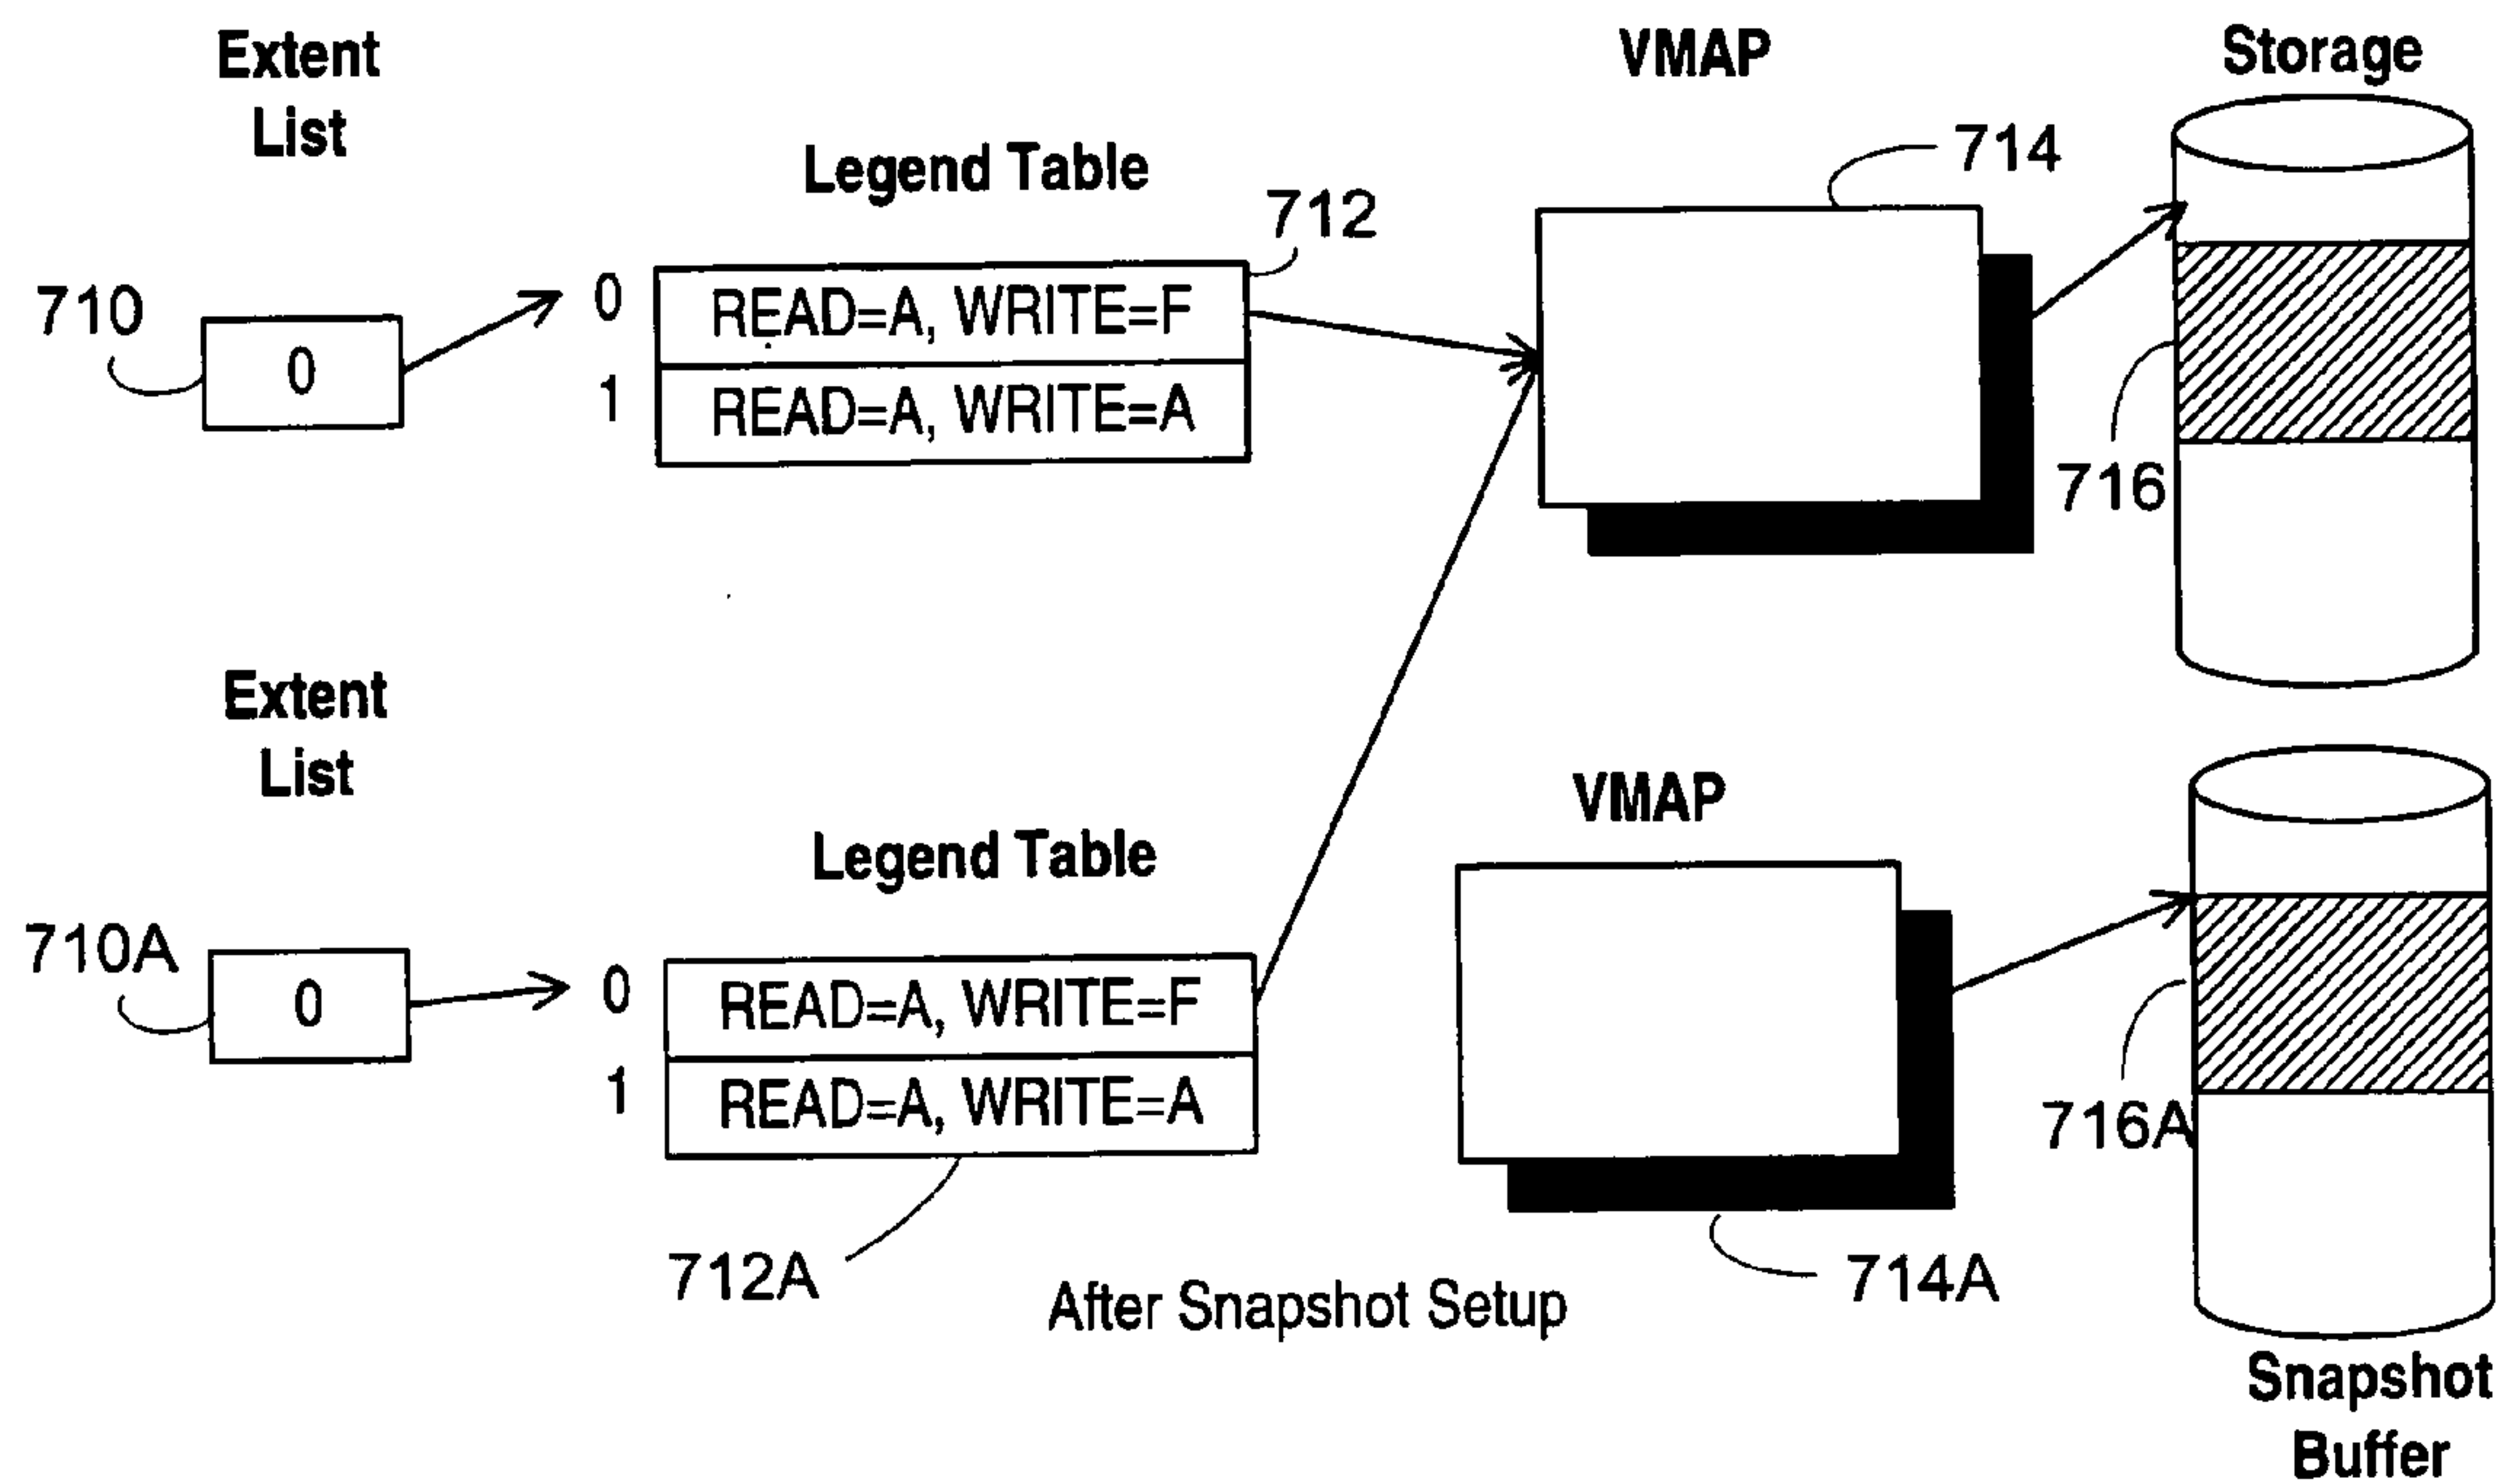 Extent
List
Legend Table
VMAP
Storage
710
0
0
1
712
READ=A, WRITE=F
READ=A, WRITE=A
714
716
Extent
List
Legend Table
VMAP
710A
0
0
1
READ=A, WRITE=F
READ=A, WRITE=A
712A
714A
716A
After Snapshot Setup
Snapshot
Buffer